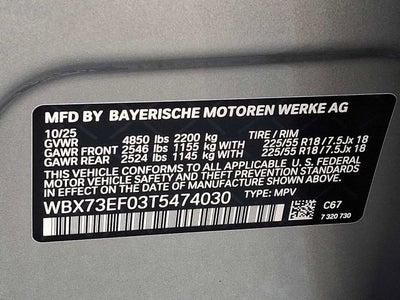 MFD BY BAYERISCHE MOTOREN WERKE AG
10/25
GVWR 4850 lbs 2200 kg TIRE / RIM
GAWR FRONT 2546 lbs 1155 kg 225/55 R18 / 7.5Jx 18
GAWR REAR 2524 lbs 1145 kg 225/55 R18 / 7.5Jx 18
THIS VEHICLE CONFORMS TO ALL APPLICABLE U. S. FEDERAL
MOTOR VEHICLE SAFETY AND THEFT PREVENTION STANDARDS
IN EFFECT ON THE DATE OF MANUFACTURE SHOWN ABOVE.
WBX73EF03T5474030 TYPE: MPV
C67
7 320 730